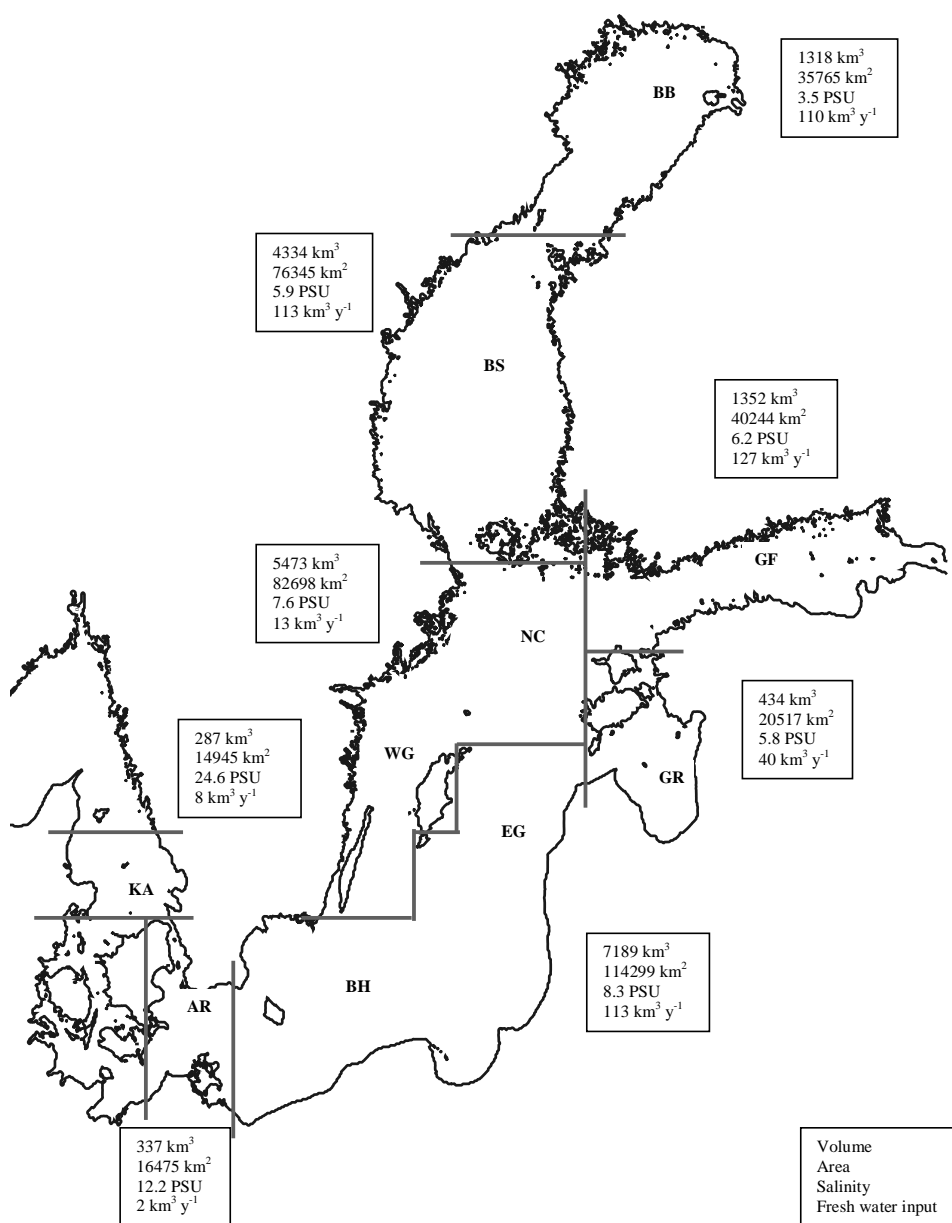 1318 km³
35765 km²
3.5 PSU
110 km³ y⁻¹
BB
4334 km³
76345 km²
5.9 PSU
113 km³ y⁻¹
BS
1352 km³
40244 km²
6.2 PSU
127 km³ y⁻¹
GF
5473 km³
82698 km²
7.6 PSU
13 km³ y⁻¹
NC
434 km³
20517 km²
5.8 PSU
40 km³ y⁻¹
287 km³
14945 km²
24.6 PSU
8 km³ y⁻¹
WG
GR
EG
KA
7189 km³
114299 km²
8.3 PSU
113 km³ y⁻¹
BH
AR
337 km³
16475 km²
12.2 PSU
2 km³ y⁻¹
Volume
Area
Salinity
Fresh water input